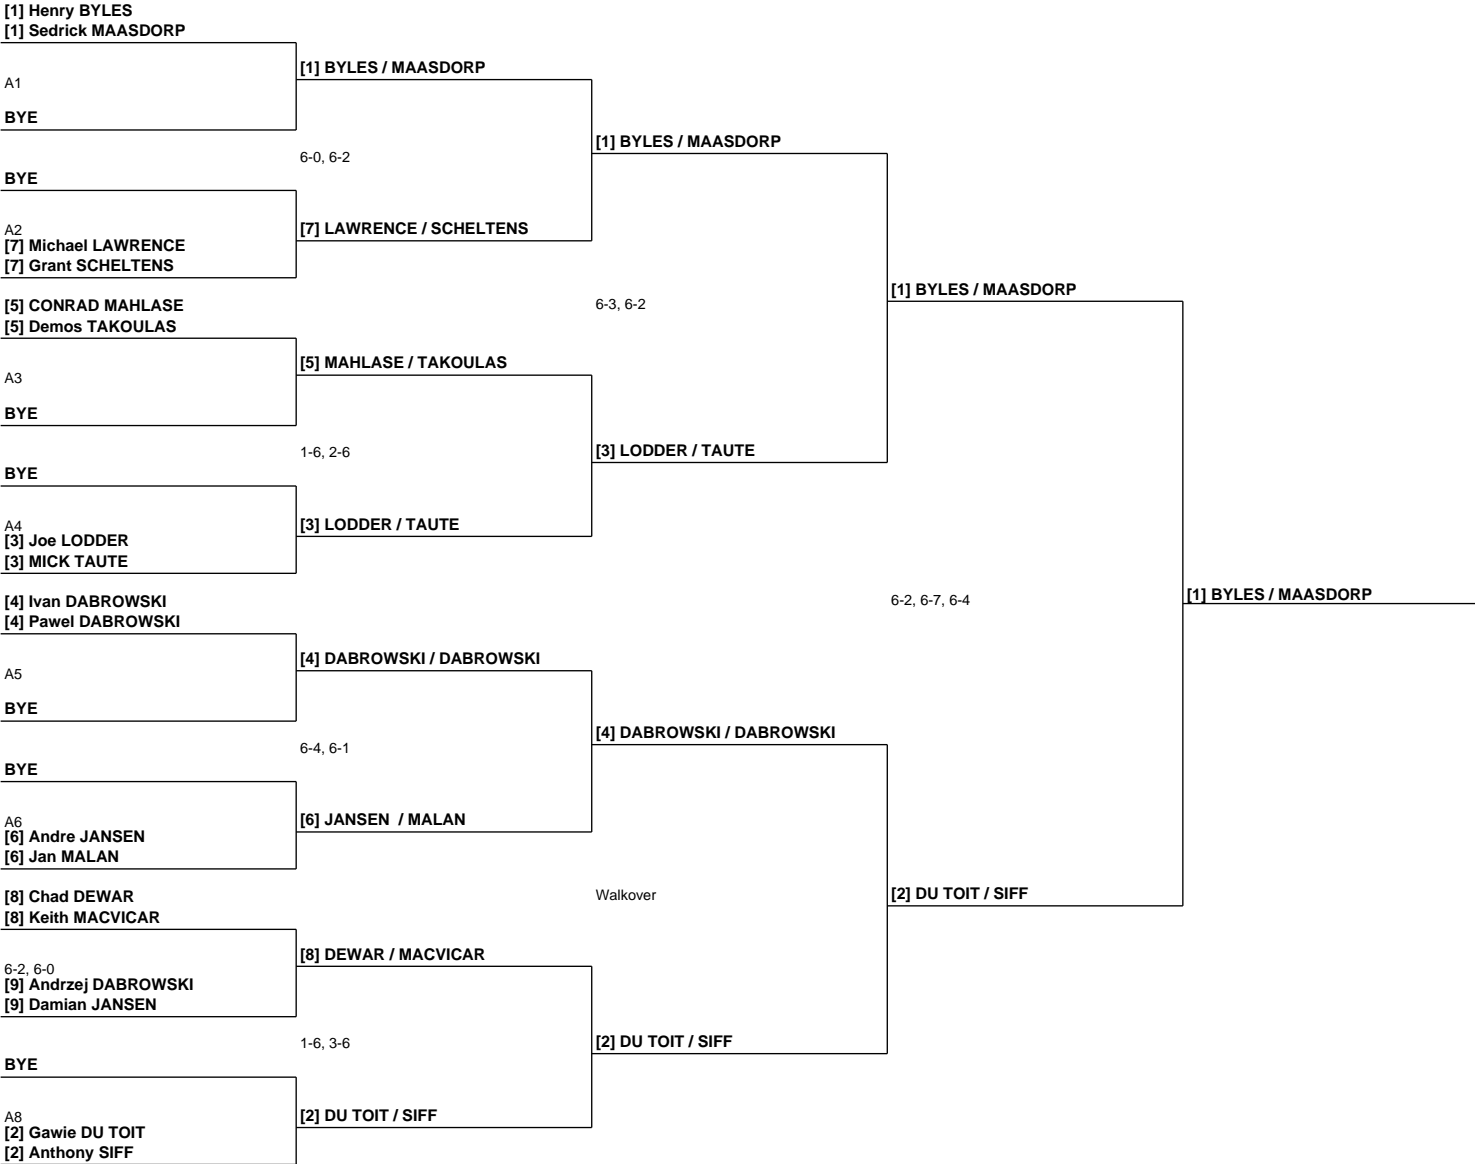 [1] Henry BYLES
[1] Sedrick MAASDORP
[1] BYLES / MAASDORP
A1
BYE
[1] BYLES / MAASDORP
6-0, 6-2
BYE
A2
[7] LAWRENCE / SCHELTENS
[7] Michael LAWRENCE
[7] Grant SCHELTENS
[1] BYLES / MAASDORP
[5] CONRAD MAHLASE
6-3, 6-2
[5] Demos TAKOULAS
[5] MAHLASE / TAKOULAS
A3
BYE
1-6, 2-6
[3] LODDER / TAUTE
BYE
A4
[3] LODDER / TAUTE
[3] Joe LODDER
[3] MICK TAUTE
[1] BYLES / MAASDORP
[4] Ivan DABROWSKI
6-2, 6-7, 6-4
[4] Pawel DABROWSKI
[4] DABROWSKI / DABROWSKI
A5
BYE
[4] DABROWSKI / DABROWSKI
6-4, 6-1
BYE
A6
[6] JANSEN  / MALAN
[6] Andre JANSEN
[6] Jan MALAN
[8] Chad DEWAR
Walkover
[2] DU TOIT / SIFF
[8] Keith MACVICAR
[8] DEWAR / MACVICAR
6-2, 6-0
[9] Andrzej DABROWSKI
[9] Damian JANSEN
1-6, 3-6
[2] DU TOIT / SIFF
BYE
A8
[2] DU TOIT / SIFF
[2] Gawie DU TOIT
[2] Anthony SIFF